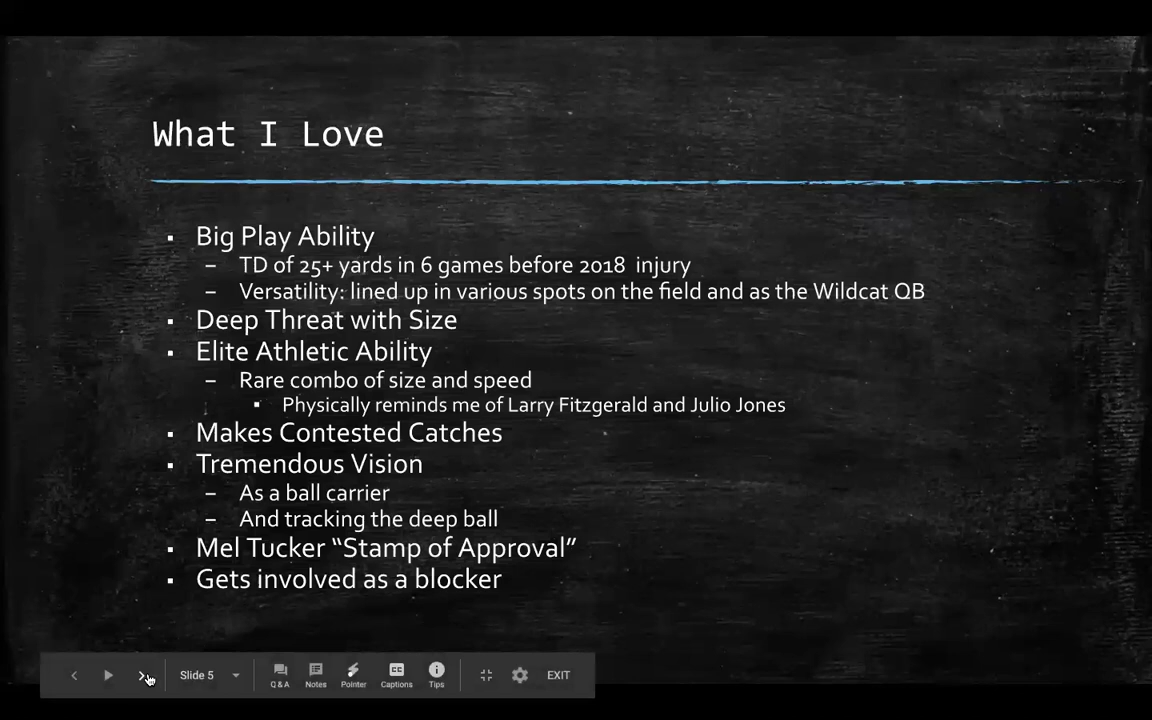 What I Love
▪ Big Play Ability
– TD of 25+ yards in 6 games before 2018 injury
– Versatility: lined up in various spots on the field and as the Wildcat QB
▪ Deep Threat with Size
▪ Elite Athletic Ability
– Rare combo of size and speed
▪ Physically reminds me of Larry Fitzgerald and Julio Jones
▪ Makes Contested Catches
▪ Tremendous Vision
– As a ball carrier
– And tracking the deep ball
▪ Mel Tucker “Stamp of Approval”
▪ Gets involved as a blocker
Slide 5 Q&A Notes Pointer Captions Tips EXIT